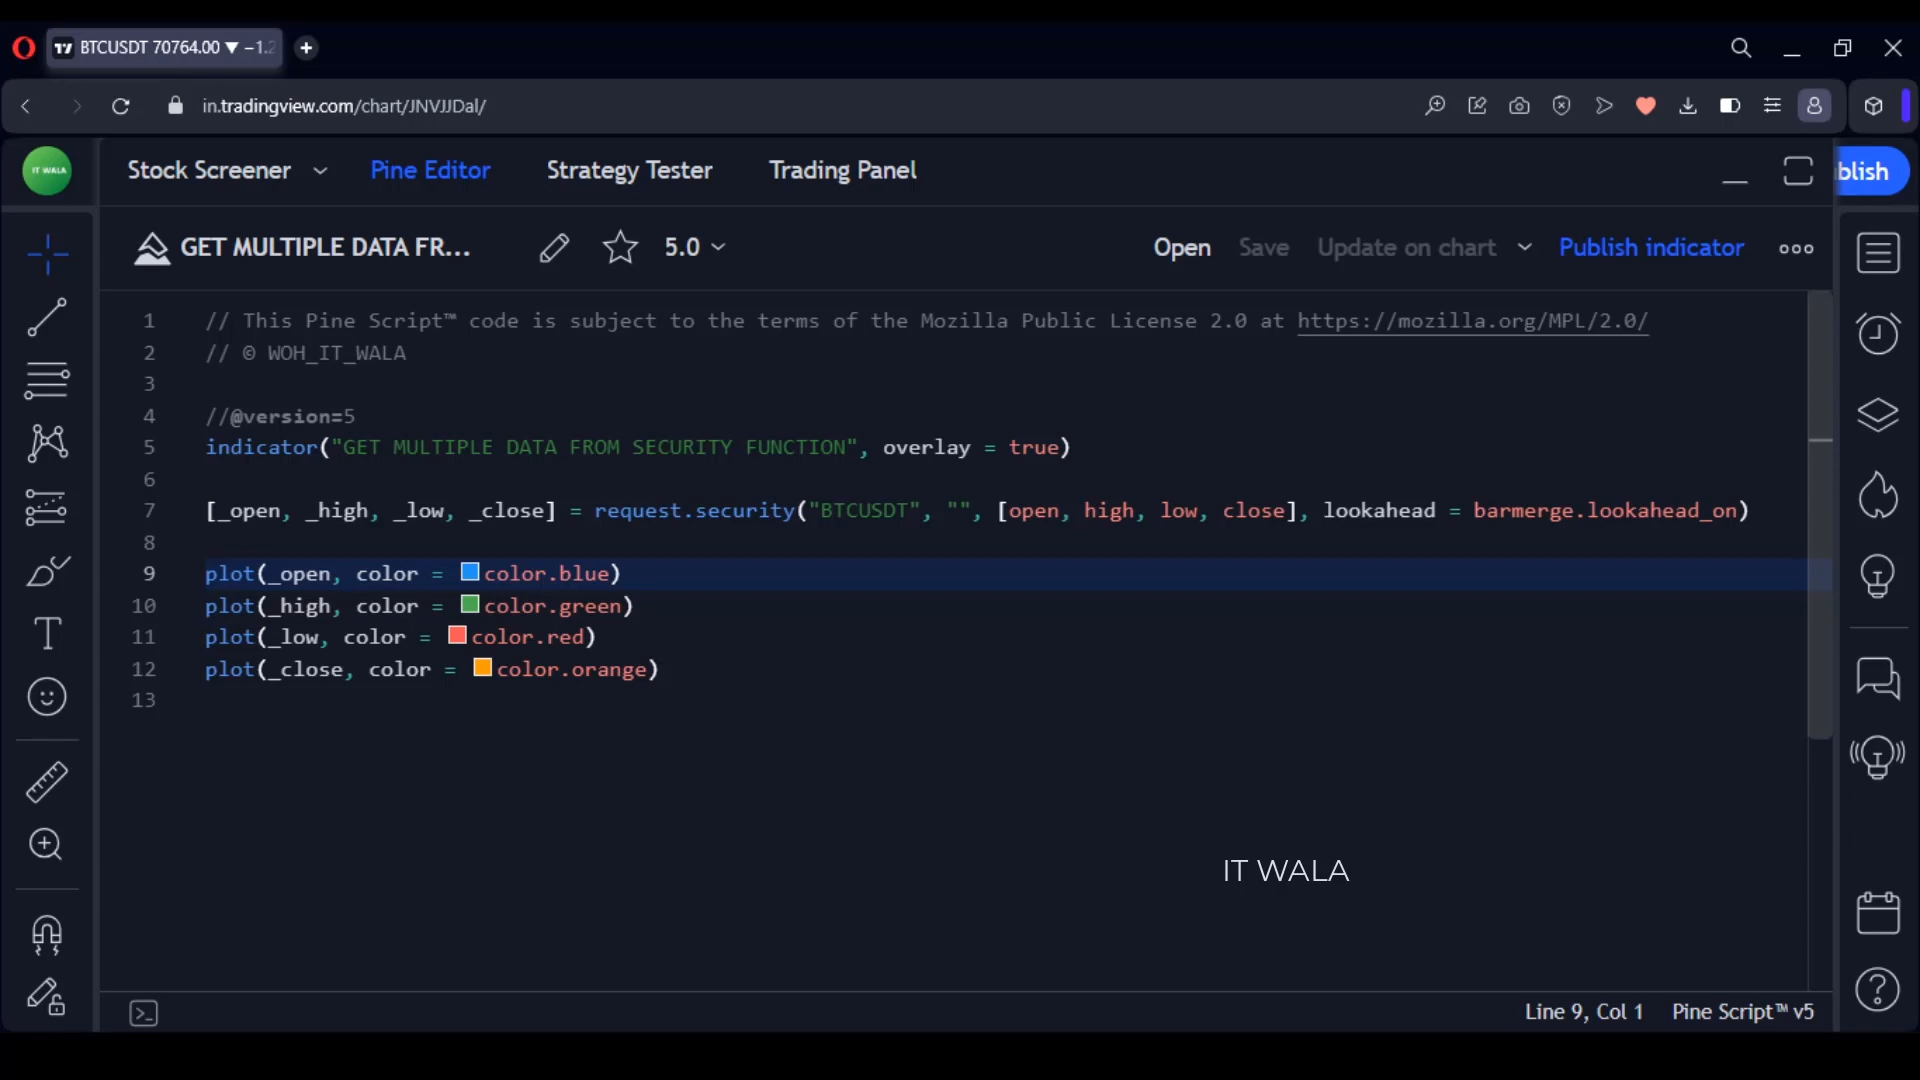 BTCUSDT 70764.00 ▼ −1.2
in.tradingview.com/chart/JNVJJDal/
IT WALA
Stock Screener Pine Editor Strategy Tester Trading Panel
blish
GET MULTIPLE DATA FR... 5.0 Open Save Update on chart Publish indicator
1 // This Pine Script™ code is subject to the terms of the Mozilla Public License 2.0 at https://mozilla.org/MPL/2.0/
2 // © WOH_IT_WALA
3
4 //@version=5
5 indicator("GET MULTIPLE DATA FROM SECURITY FUNCTION", overlay = true)
6
7 [_open, _high, _low, _close] = request.security("BTCUSDT", "", [open, high, low, close], lookahead = barmerge.lookahead_on)
8
9 plot(_open, color = color.blue)
10 plot(_high, color = color.green)
11 plot(_low, color = color.red)
12 plot(_close, color = color.orange)
13
IT WALA
Line 9, Col 1 Pine Script™ v5